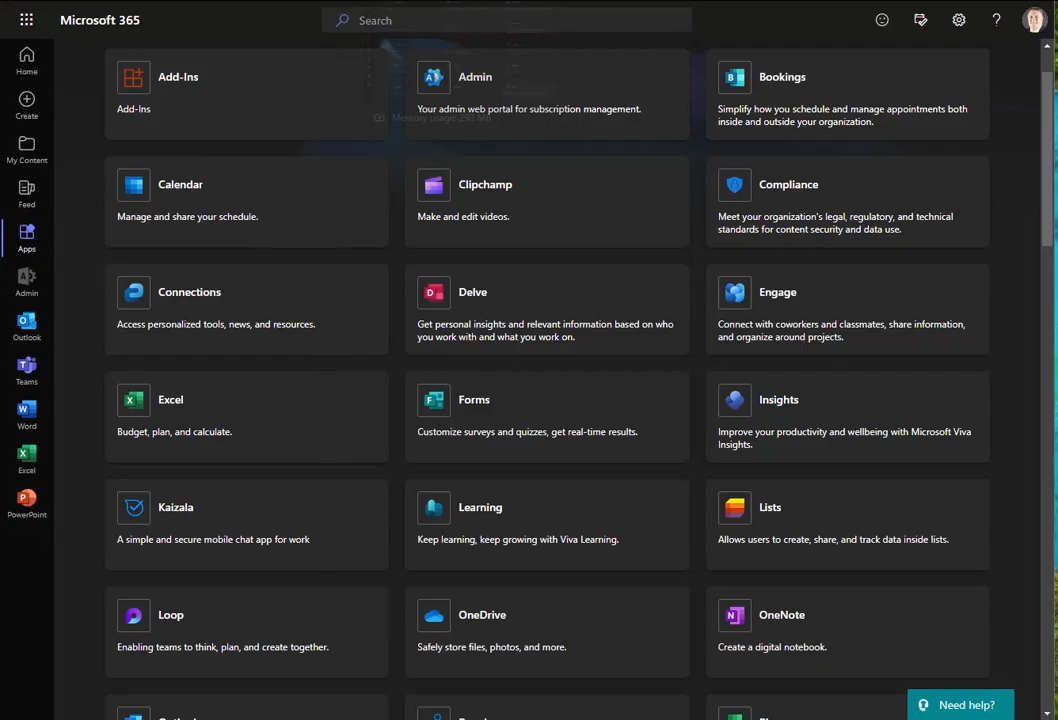 Microsoft 365
Search
Home
Create
My Content
Feed
Apps
Admin
Outlook
Teams
Word
Excel
PowerPoint
Add-Ins
Add-Ins
Admin
Your admin web portal for subscription management.
Memory usage: 293 MB
Bookings
Simplify how you schedule and manage appointments both
inside and outside your organization.
Calendar
Manage and share your schedule.
Clipchamp
Make and edit videos.
Compliance
Meet your organization's legal, regulatory, and technical
standards for content security and data use.
Connections
Access personalized tools, news, and resources.
Delve
Get personal insights and relevant information based on who
you work with and what you work on.
Engage
Connect with coworkers and classmates, share information,
and organize around projects.
Excel
Budget, plan, and calculate.
Forms
Customize surveys and quizzes, get real-time results.
Insights
Improve your productivity and wellbeing with Microsoft Viva
Insights.
Kaizala
A simple and secure mobile chat app for work
Learning
Keep learning, keep growing with Viva Learning.
Lists
Allows users to create, share, and track data inside lists.
Loop
Enabling teams to think, plan, and create together.
OneDrive
Safely store files, photos, and more.
OneNote
Create a digital notebook.
Need help?